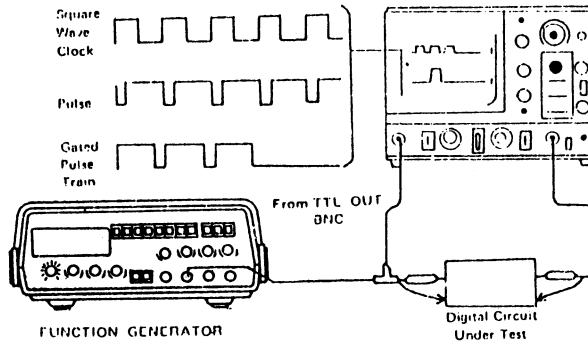 Square
Wave
Clock
Pulse
Gated
Pulse
Train
From TTL OUT
BNC
FUNCTION GENERATOR
Digital Circuit
Under Test